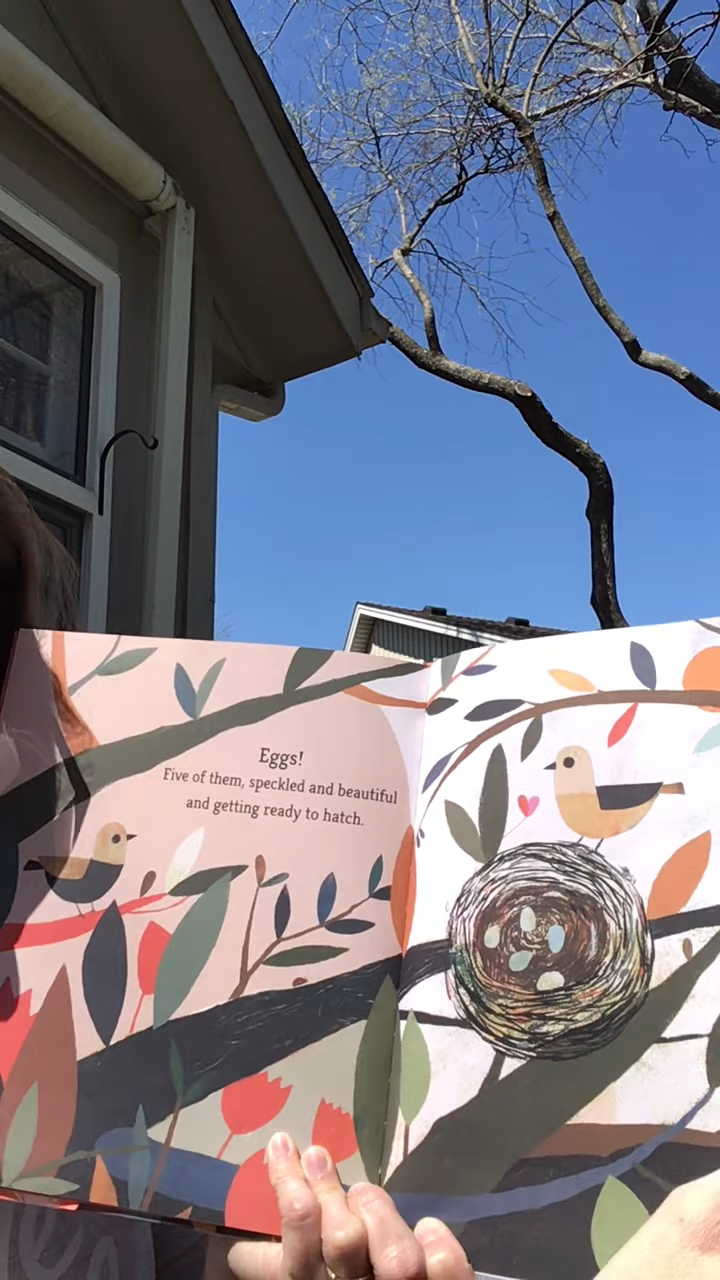 Eggs!
Five of them, speckled and beautiful
and getting ready to hatch.